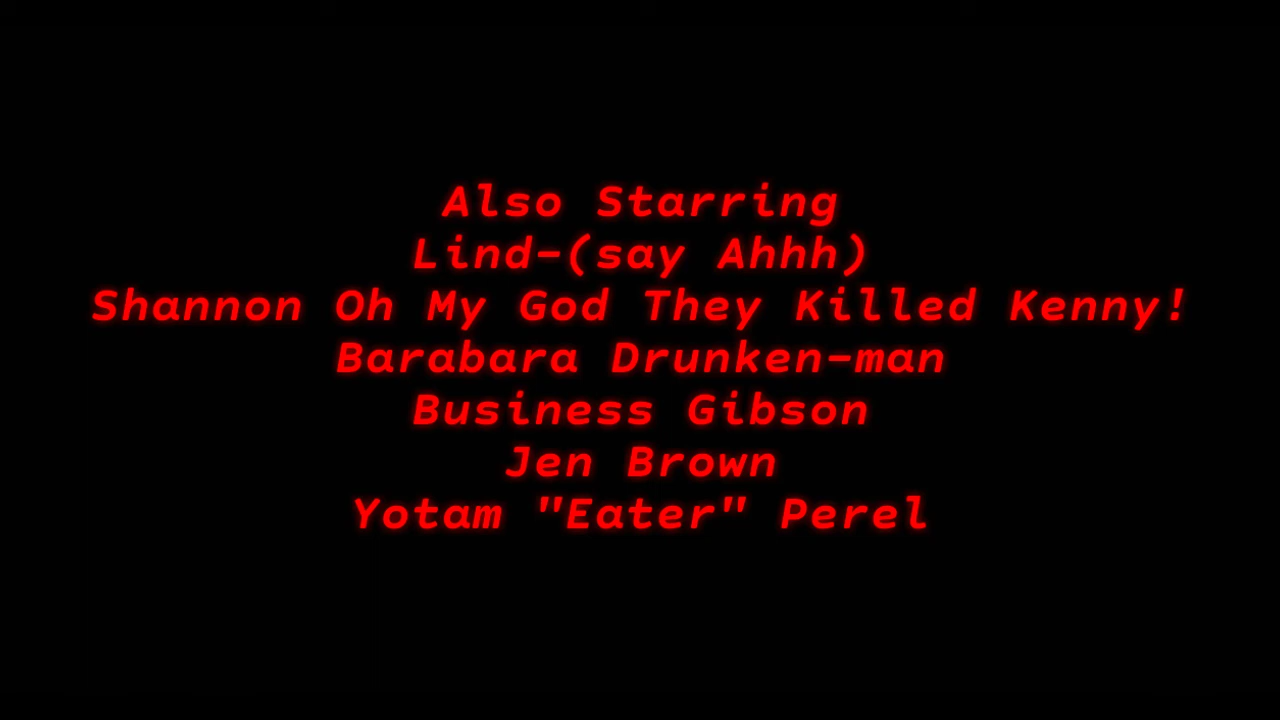 Also Starring
Lind-(say Ahhh)
Shannon Oh My God They Killed Kenny!
Barabara Drunken-man
Business Gibson
Jen Brown
Yotam "Eater" Perel